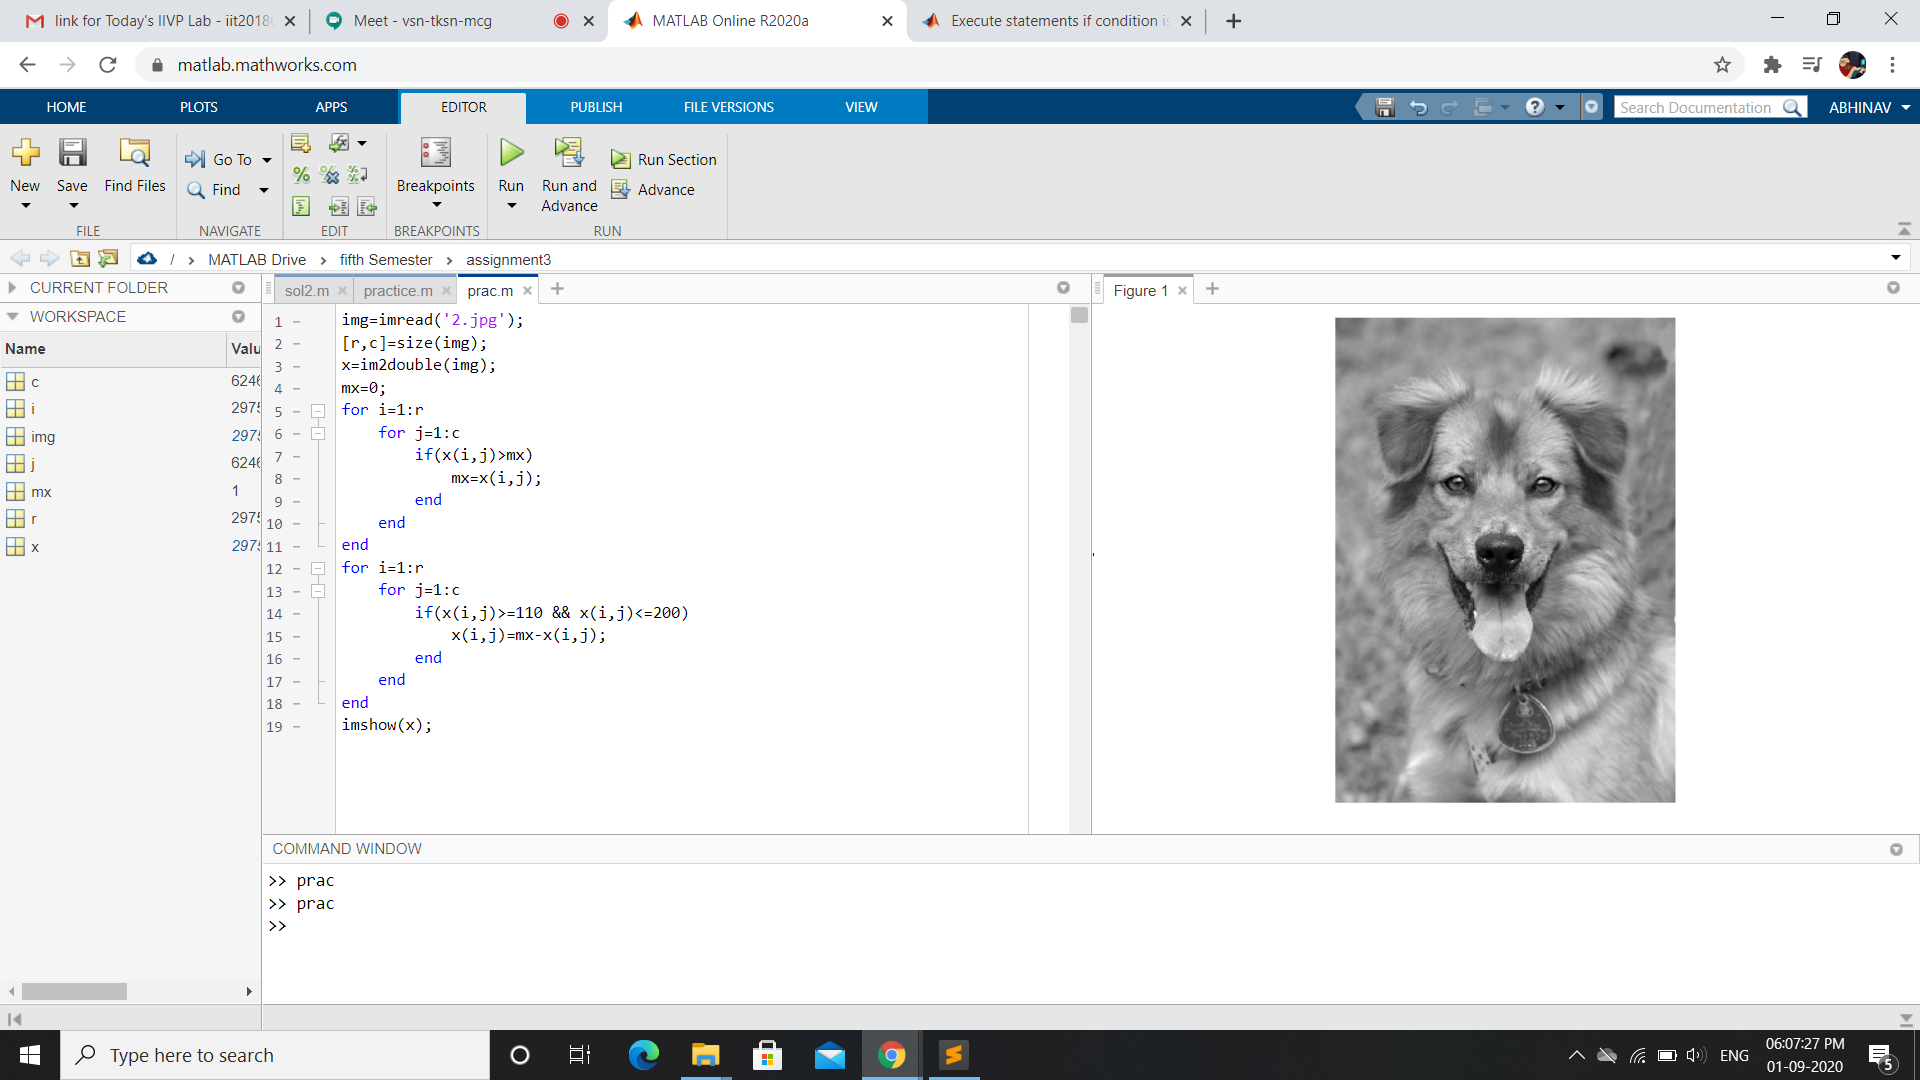 link for Today's IIVP Lab - iit2018
Meet - vsn-tksn-mcg
MATLAB Online R2020a
Execute statements if condition is
matlab.mathworks.com
HOME
PLOTS
APPS
EDITOR
PUBLISH
FILE VERSIONS
VIEW
Search Documentation
ABHINAV
New
Save
Find Files
Go To
Find
Breakpoints
Run
Run and
Advance
Run Section
Advance
FILE
NAVIGATE
EDIT
BREAKPOINTS
RUN
/ > MATLAB Drive > fifth Semester > assignment3
CURRENT FOLDER
WORKSPACE
Name Valu
c 6246
i 2975
img 2975
j 6246
mx 1
r 2975
x 2975
sol2.m
practice.m
prac.m
1 img=imread('2.jpg');
2 [r,c]=size(img);
3 x=im2double(img);
4 mx=0;
5 for i=1:r
6 for j=1:c
7 if(x(i,j)>mx)
8 mx=x(i,j);
9 end
10 end
11 end
12 for i=1:r
13 for j=1:c
14 if(x(i,j)>=110 && x(i,j)<=200)
15 x(i,j)=mx-x(i,j);
16 end
17 end
18 end
19 imshow(x);
Figure 1
COMMAND WINDOW
>> prac
>> prac
>>
Type here to search
ENG
06:07:27 PM
01-09-2020
5